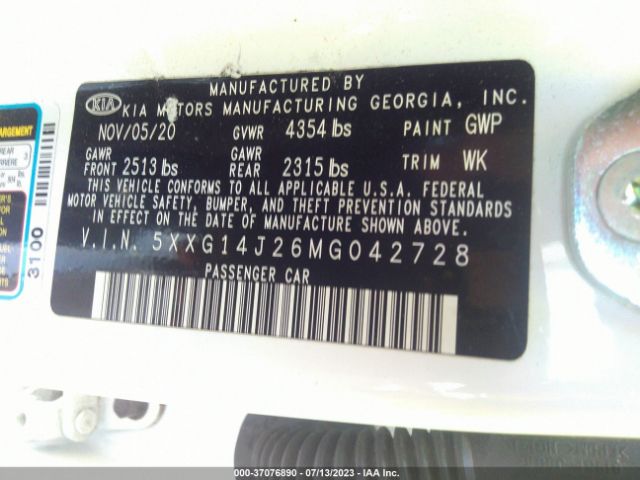 MANUFACTURED BY
KIA KIA MOTORS MANUFACTURING GEORGIA, INC.
NOV/05/20 GVWR 4354 lbs PAINT GWP
GAWR FRONT 2513 lbs GAWR REAR 2315 lbs TRIM WK
THIS VEHICLE CONFORMS TO ALL APPLICABLE U.S.A. FEDERAL
MOTOR VEHICLE SAFETY, BUMPER, AND THEFT PREVENTION STANDARDS
IN EFFECT ON THE DATE OF MANUFACTURE SHOWN ABOVE.
V.I.N. 5XXG14J26MG042728
PASSENGER CAR
3100
000-37076890 - 07/13/2023 - IAA Inc.